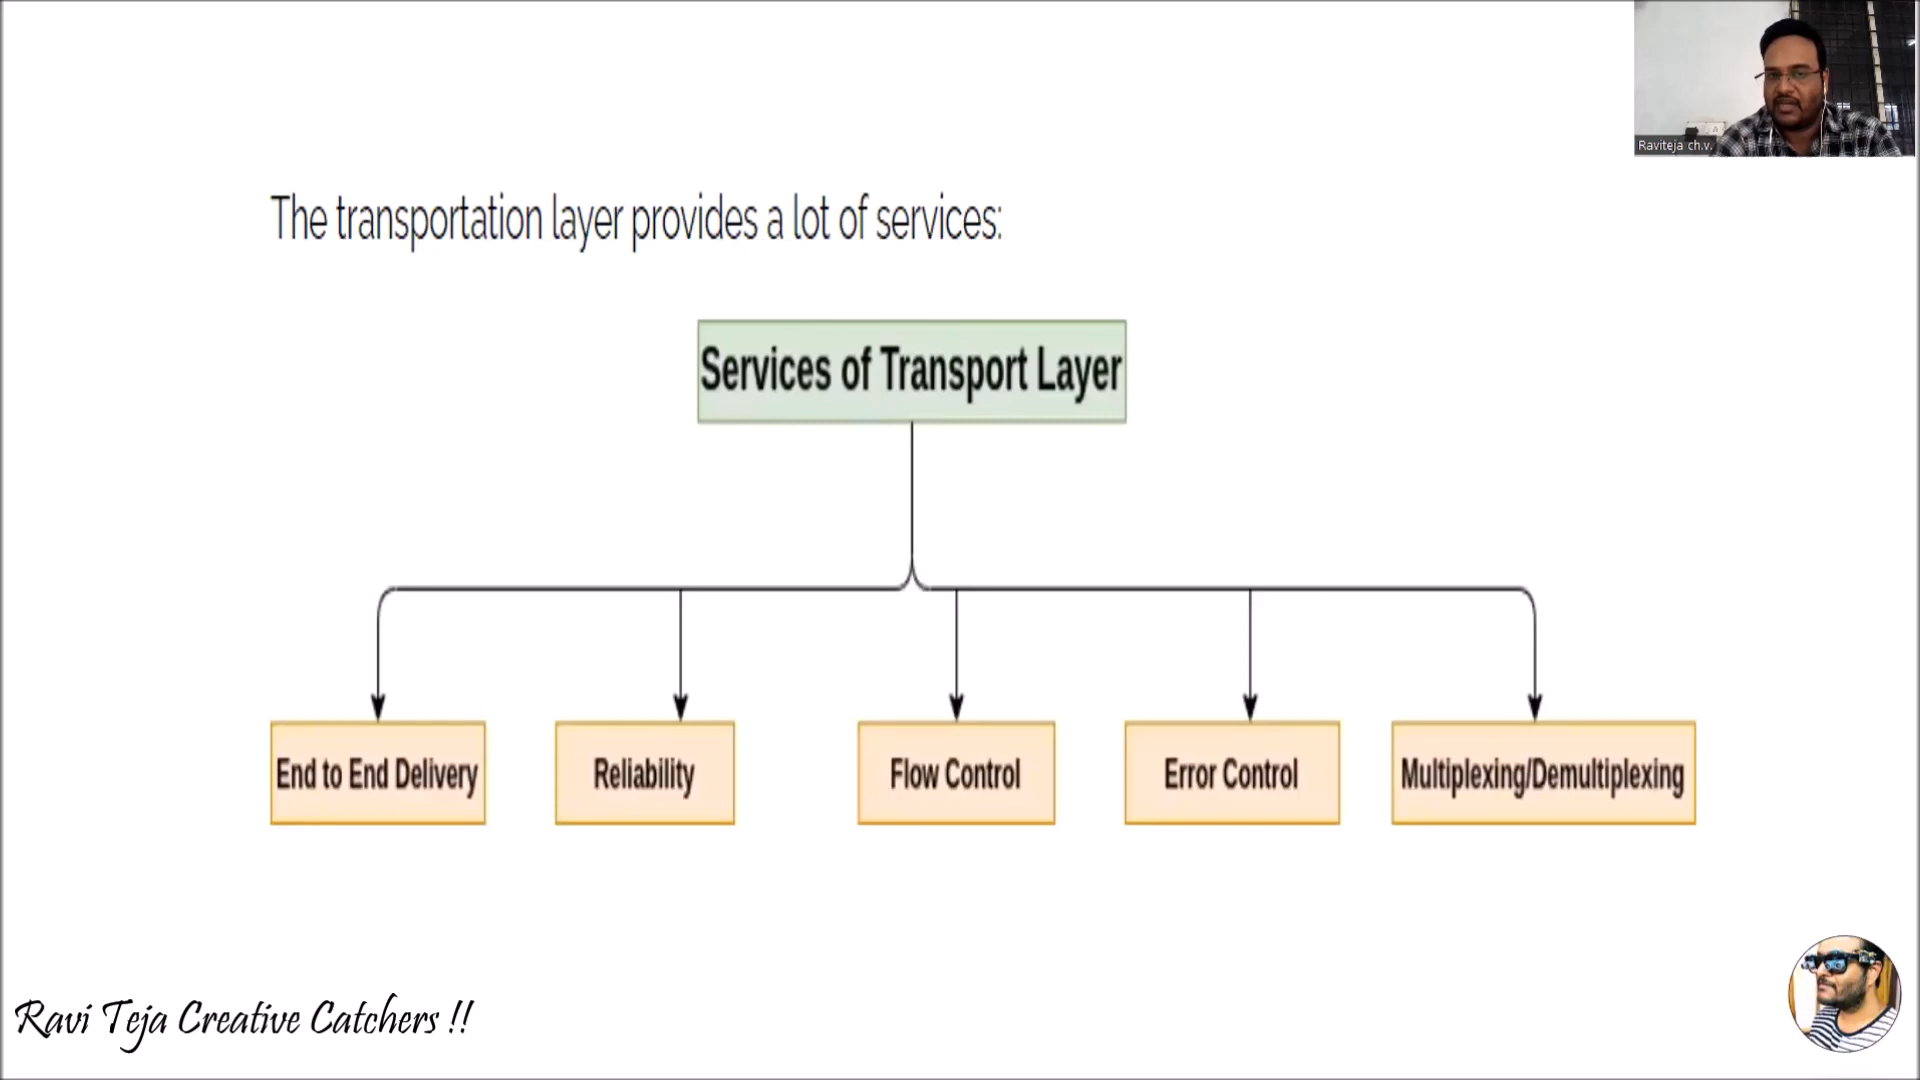 Raviteja ch.v.
The transportation layer provides a lot of services:
Services of Transport Layer
End to End Delivery
Reliability
Flow Control
Error Control
Multiplexing/Demultiplexing
Ravi Teja Creative Catchers !!